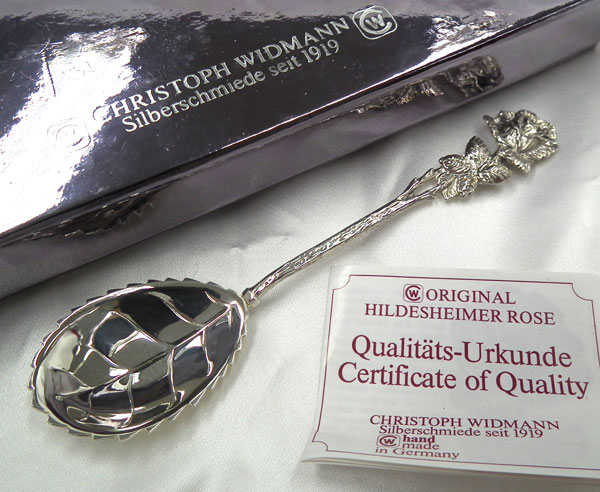 CHRISTOPH WIDMANN
Silberschmiede seit 1919
ORIGINAL
HILDESHEIMER ROSE
Qualitäts-Urkunde
Certificate of Quality
CHRISTOPH WIDMANN
Silberschmiede seit 1919
hand
made
in Germany